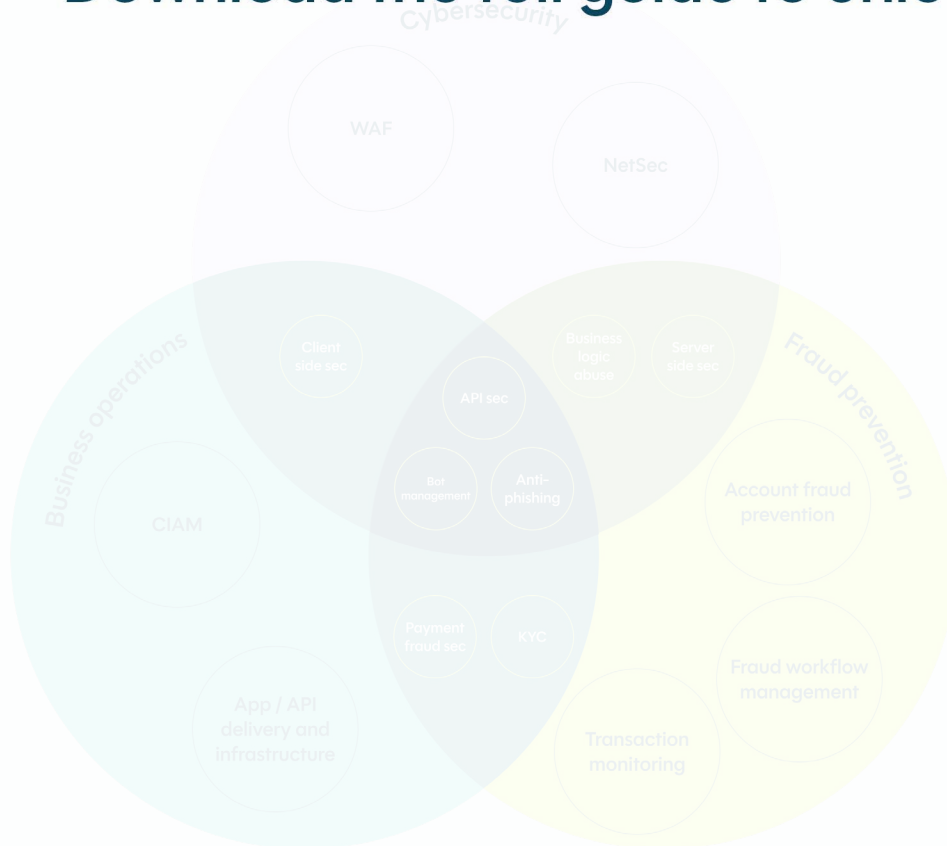 Download the full guide to
Cybersecurity
WAF
NetSec
Business operations
Fraud prevention
Client
side sec
Business
logic
abuse
Server
side sec
API sec
Bot
management
Anti-
phishing
Account fraud
prevention
CIAM
Payment
fraud sec
KYC
Fraud workflow
management
App / API
delivery and
infrastructure
Transaction
monitoring